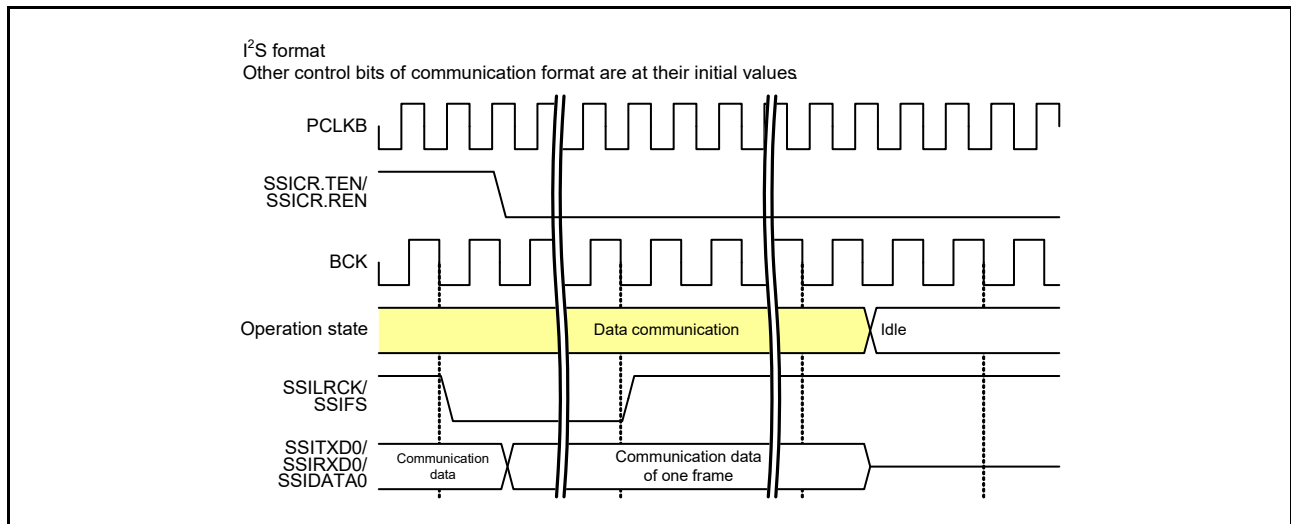 I2S format
Other control bits of communication format are at their initial values.
PCLKB
SSICR.TEN/
SSICR.REN
BCK
Operation state
Data communication
Idle
SSILRCK/
SSIFS
SSITXD0/
SSIRXD0/
SSIDATA0
Communication
data
Communication data
of one frame